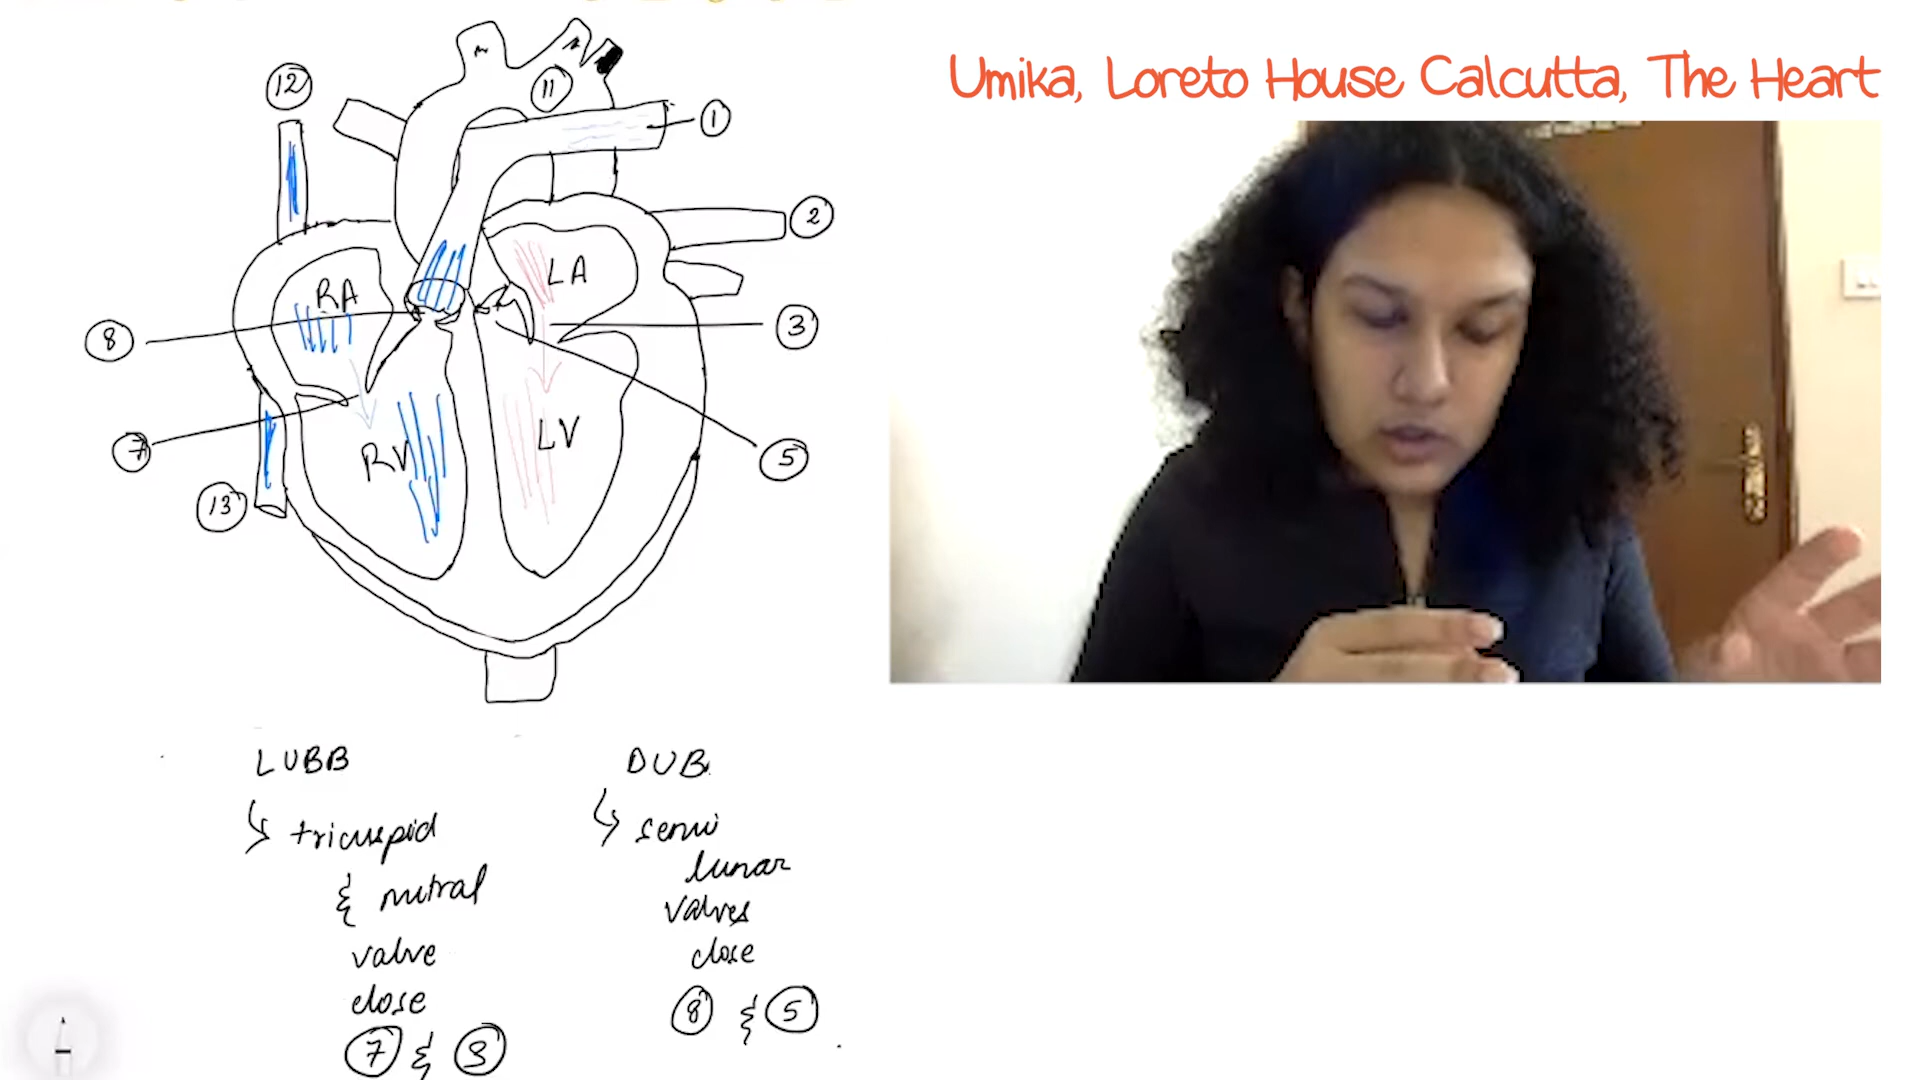 Umika, Loreto House Calcutta, The Heart
12
11
1
2
RA
LA
8
3
7
RV
LV
5
13
LUBB
tricuspid
& mitral
valve
close
7 & 3
DUB
semi
lunar
valves
close
8 & 5